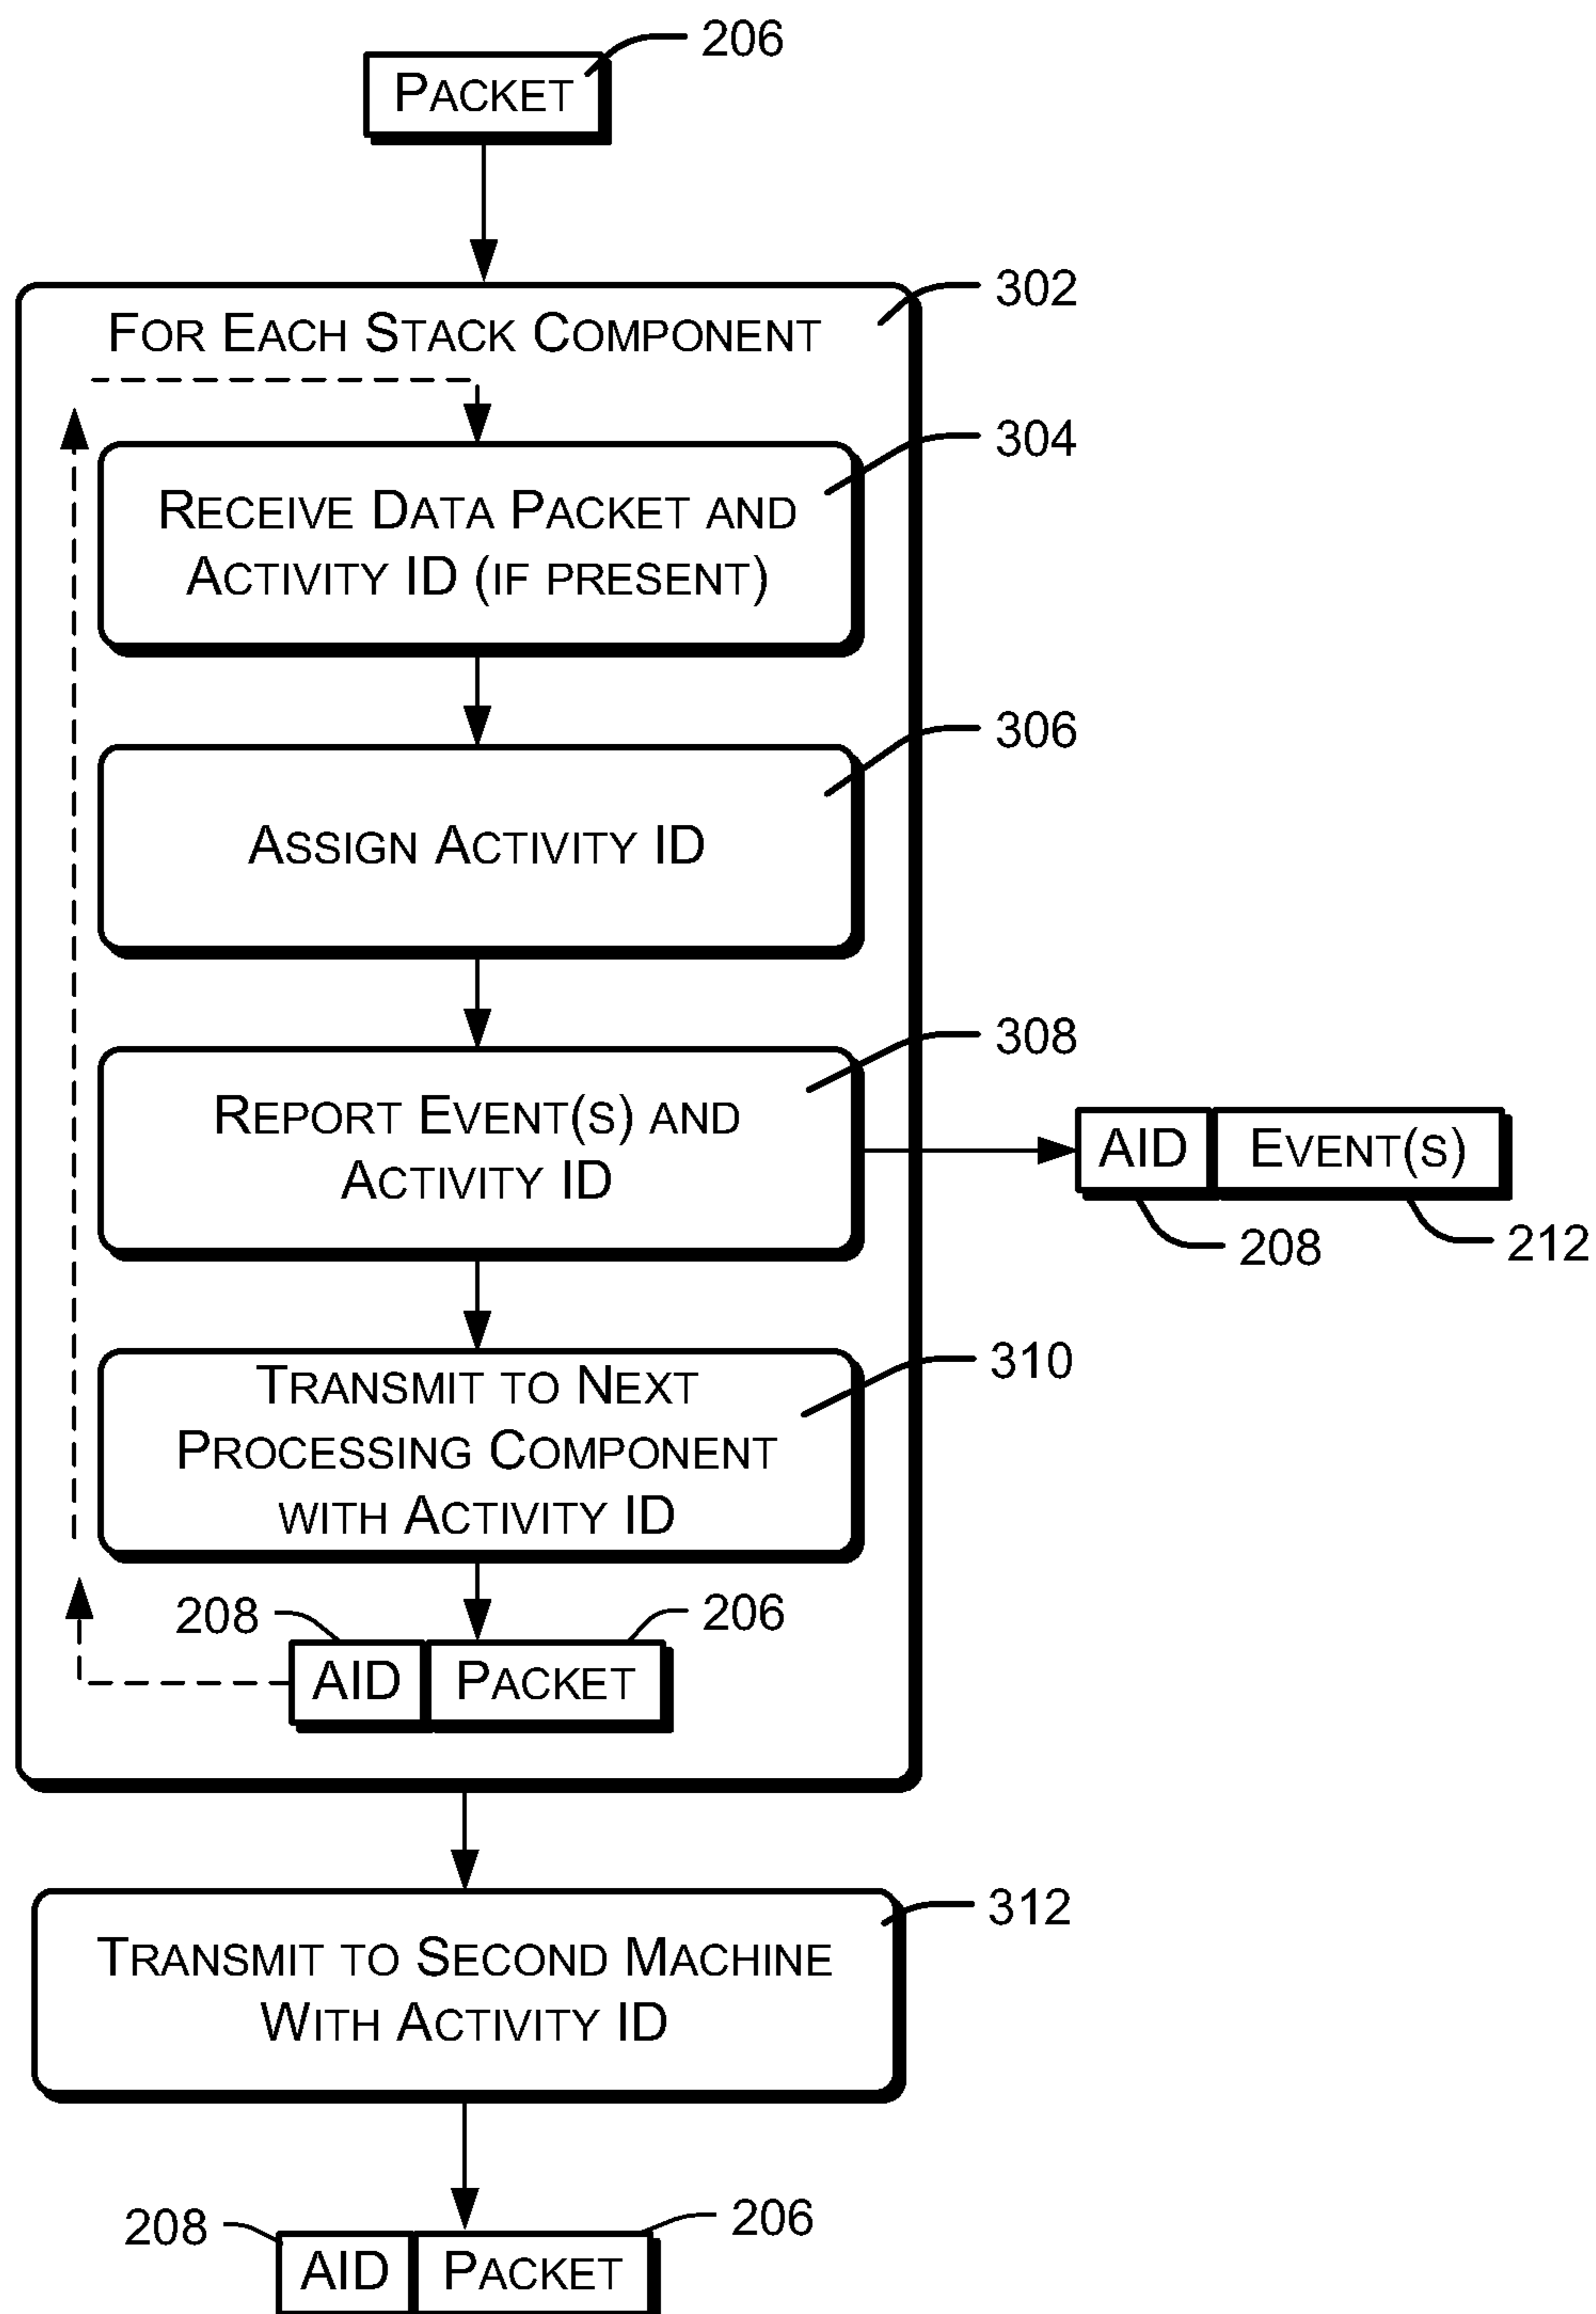 206
PACKET
302
FOR EACH STACK COMPONENT
304
RECEIVE DATA PACKET AND
ACTIVITY ID (IF PRESENT)
306
ASSIGN ACTIVITY ID
308
REPORT EVENT(S) AND
ACTIVITY ID
AID EVENT(S)
208 212
310
TRANSMIT TO NEXT
PROCESSING COMPONENT
WITH ACTIVITY ID
208 206
AID PACKET
312
TRANSMIT TO SECOND MACHINE
WITH ACTIVITY ID
208 206
AID PACKET